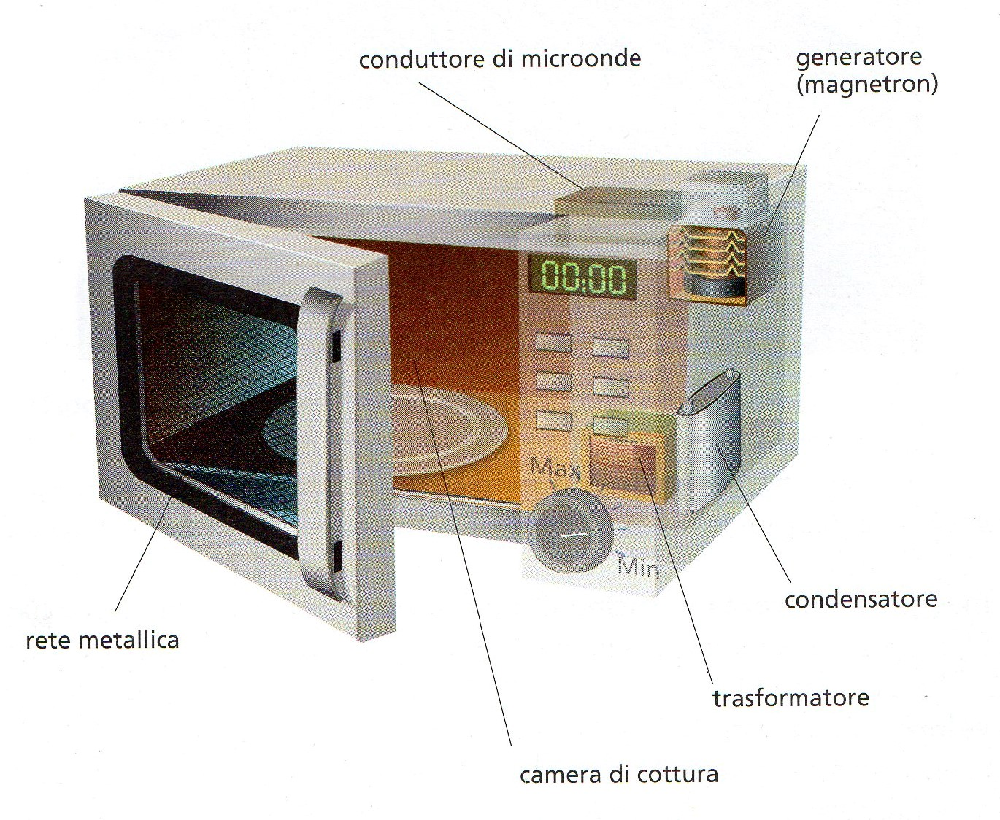 conduttore di microonde
generatore
(magnetron)
00:00
Max
Min
condensatore
rete metallica
trasformatore
camera di cottura